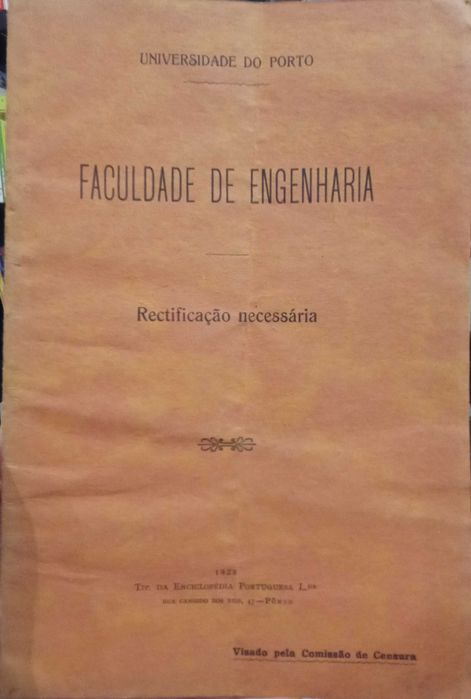 UNIVERSIDADE DO PORTO
FACULDADE DE ENGENHARIA
Rectificação necessária
TIP. DA ENCICLOPÉDIA PORTUGUESA L.DA
RUA CANDIDO DOS REIS, 47—PÔRTO
Visado pela Comissão de Censura